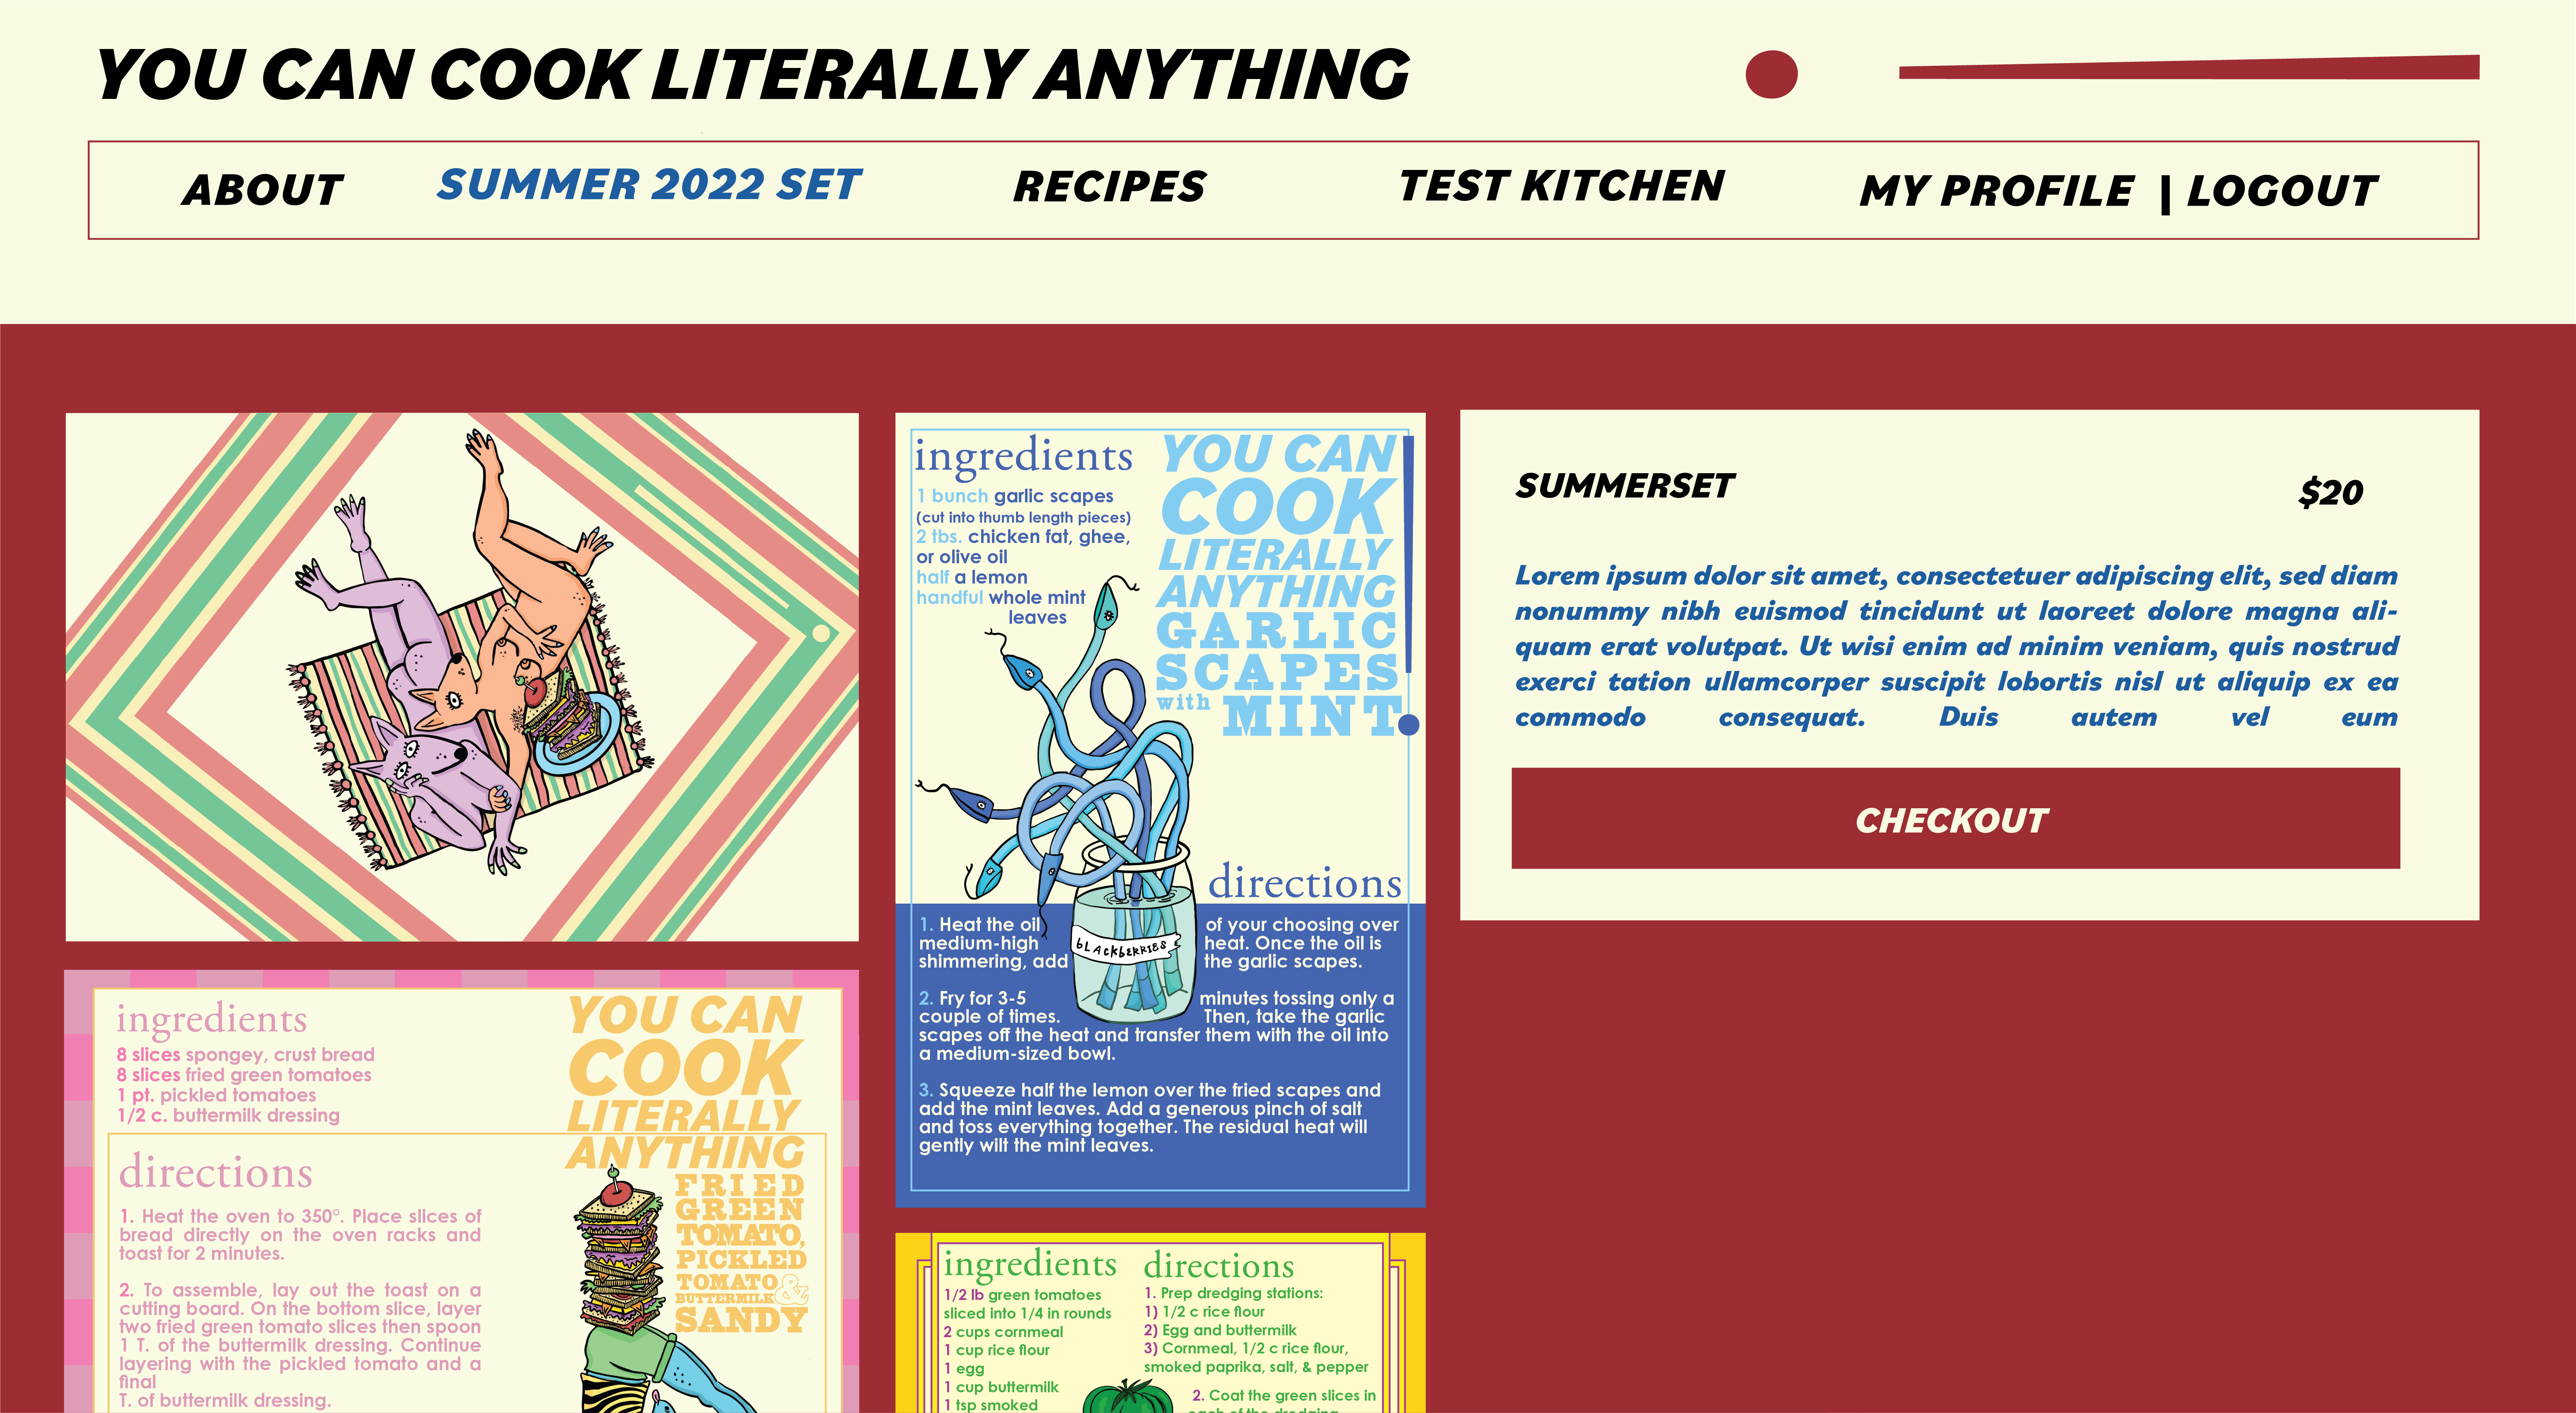 YOU CAN COOK LITERALLY ANYTHING
ABOUT
SUMMER 2022 SET
RECIPES
TEST KITCHEN
MY PROFILE | LOGOUT
ingredients
1 bunch garlic scapes
(cut into thumb length pieces)
2 tbs. chicken fat, ghee,
or olive oil
half a lemon
handful whole mint
leaves
YOU CAN
COOK
LITERALLY
ANYTHING
GARLIC
SCAPES
with MINT
blackberries
directions
1. Heat the oil of your choosing over
medium-high heat. Once the oil is
shimmering, add the garlic scapes.
2. Fry for 3-5 minutes tossing only a
couple of times. Then, take the garlic
scapes off the heat and transfer them with the oil into
a medium-sized bowl.
3. Squeeze half the lemon over the fried scapes and
add the mint leaves. Add a generous pinch of salt
and toss everything together. The residual heat will
gently wilt the mint leaves.
SUMMERSET
$20
Lorem ipsum dolor sit amet, consectetuer adipiscing elit, sed diam
nonummy nibh euismod tincidunt ut laoreet dolore magna ali-
quam erat volutpat. Ut wisi enim ad minim veniam, quis nostrud
exerci tation ullamcorper suscipit lobortis nisl ut aliquip ex ea
commodo consequat. Duis autem vel eum
CHECKOUT
ingredients
8 slices spongey, crust bread
8 slices fried green tomatoes
1 pt. pickled tomatoes
1/2 c. buttermilk dressing
YOU CAN
COOK
LITERALLY
ANYTHING
FRIED
GREEN
TOMATO,
PICKLED
TOMATO &
BUTTERMILK
SANDY
directions
1. Heat the oven to 350°. Place slices of
bread directly on the oven racks and
toast for 2 minutes.
2. To assemble, lay out the toast on a
cutting board. On the bottom slice, layer
two fried green tomato slices then spoon
1 T. of the buttermilk dressing. Continue
layering with the pickled tomato and a
final
T. of buttermilk dressing.
ingredients
1/2 lb green tomatoes
sliced into 1/4 in rounds
2 cups cornmeal
1 cup rice flour
1 egg
1 cup buttermilk
1 tsp smoked
directions
1. Prep dredging stations:
1) 1/2 c rice flour
2) Egg and buttermilk
3) Cornmeal, 1/2 c rice flour,
smoked paprika, salt, & pepper
2. Coat the green slices in